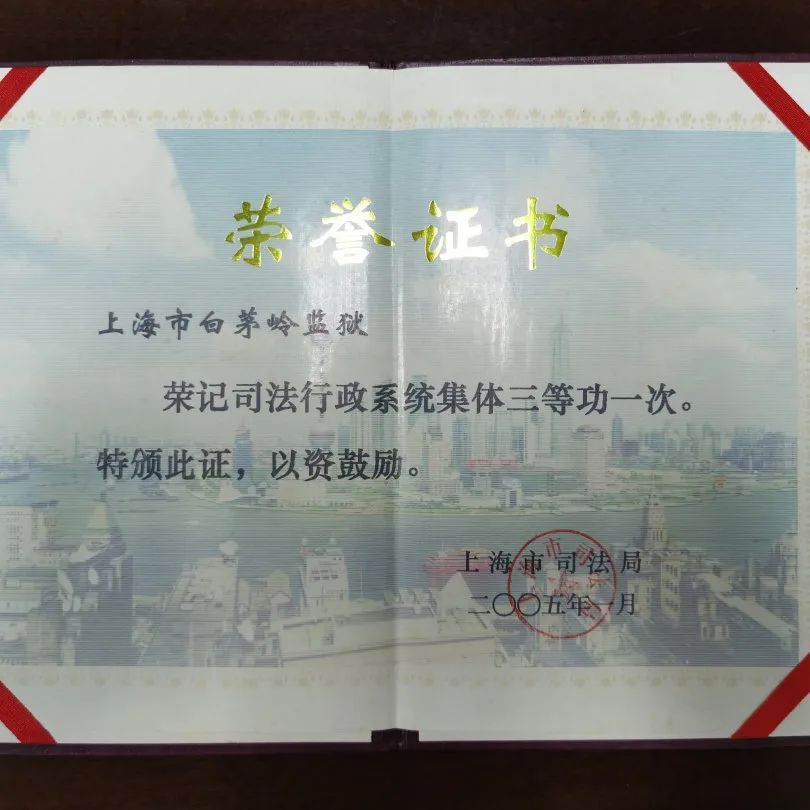 荣誉证书
上海市白茅岭监狱
荣记司法行政系统集体三等功一次。
特颁此证，以资鼓励。
上海市司法局
二〇〇五年一月